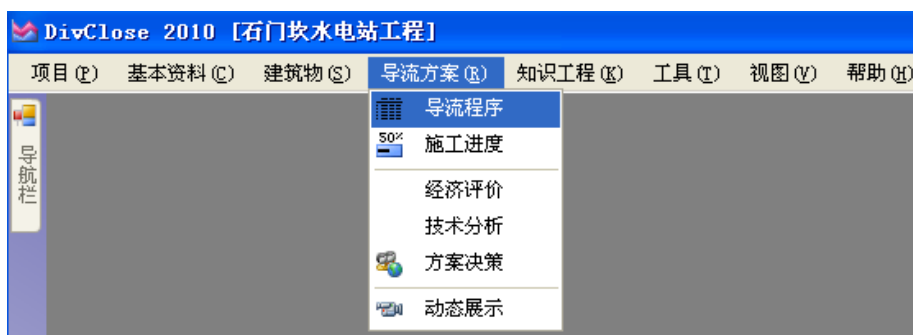 DivClose 2010 [石门坎水电站工程]
项目(P) 基本资料(C) 建筑物(S) 导流方案(R) 知识工程(K) 工具(T) 视图(V) 帮助(H)
导流程序
50%
施工进度
经济评价
技术分析
方案决策
动态展示
导航栏